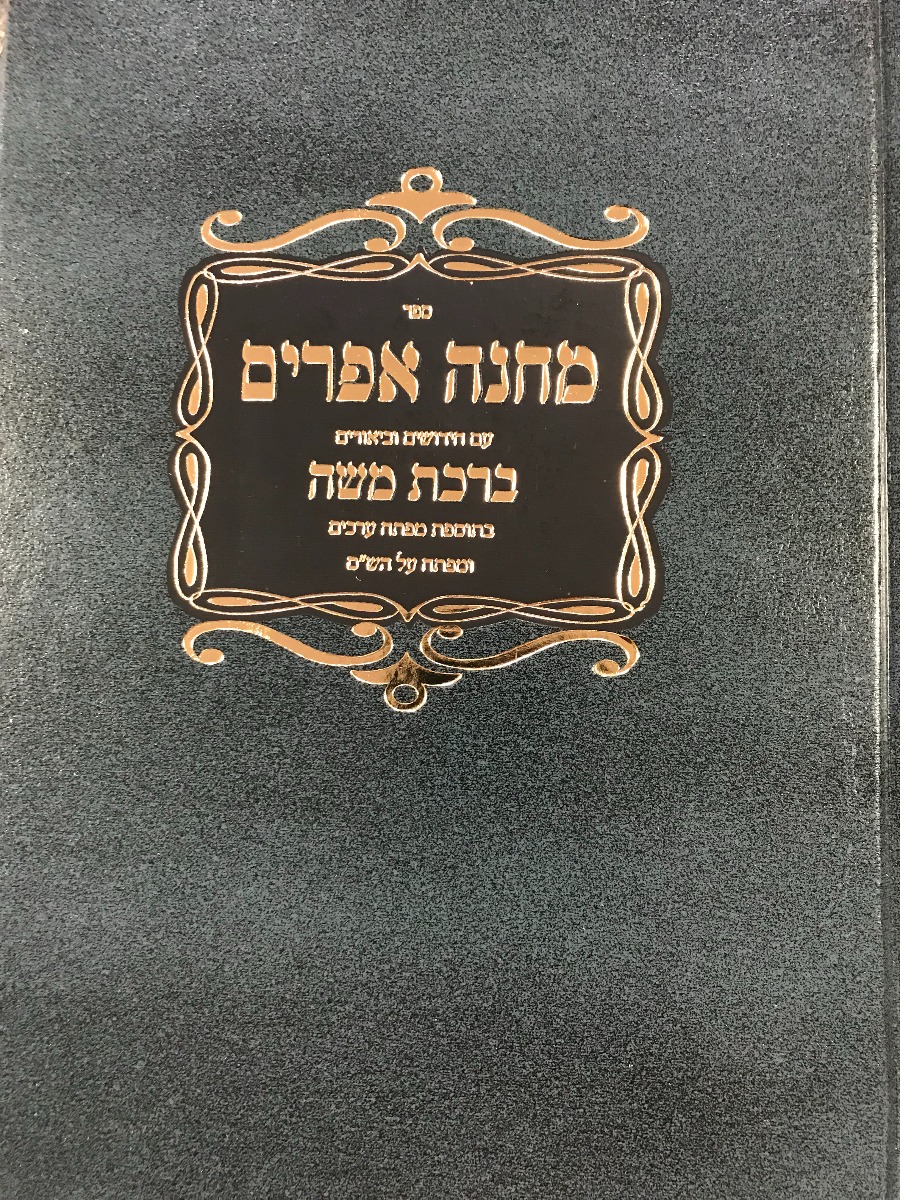 ספר
מחנה אפרים
עם חידושים וביאורים
ברכת משה
בתוספת מפתח ערכים
ומפתח על הש"ס